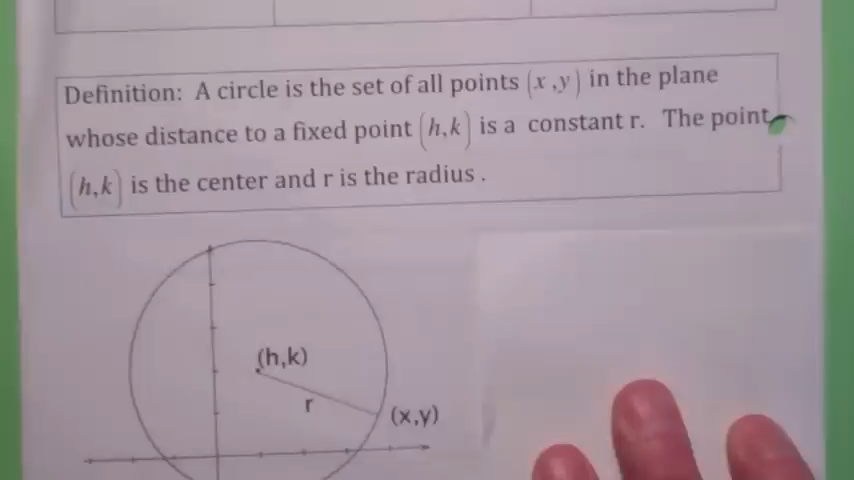 Definition: A circle is the set of all points (x,y) in the plane
whose distance to a fixed point (h,k) is a constant r. The point
(h,k) is the center and r is the radius.
(h,k)
r
(x,y)